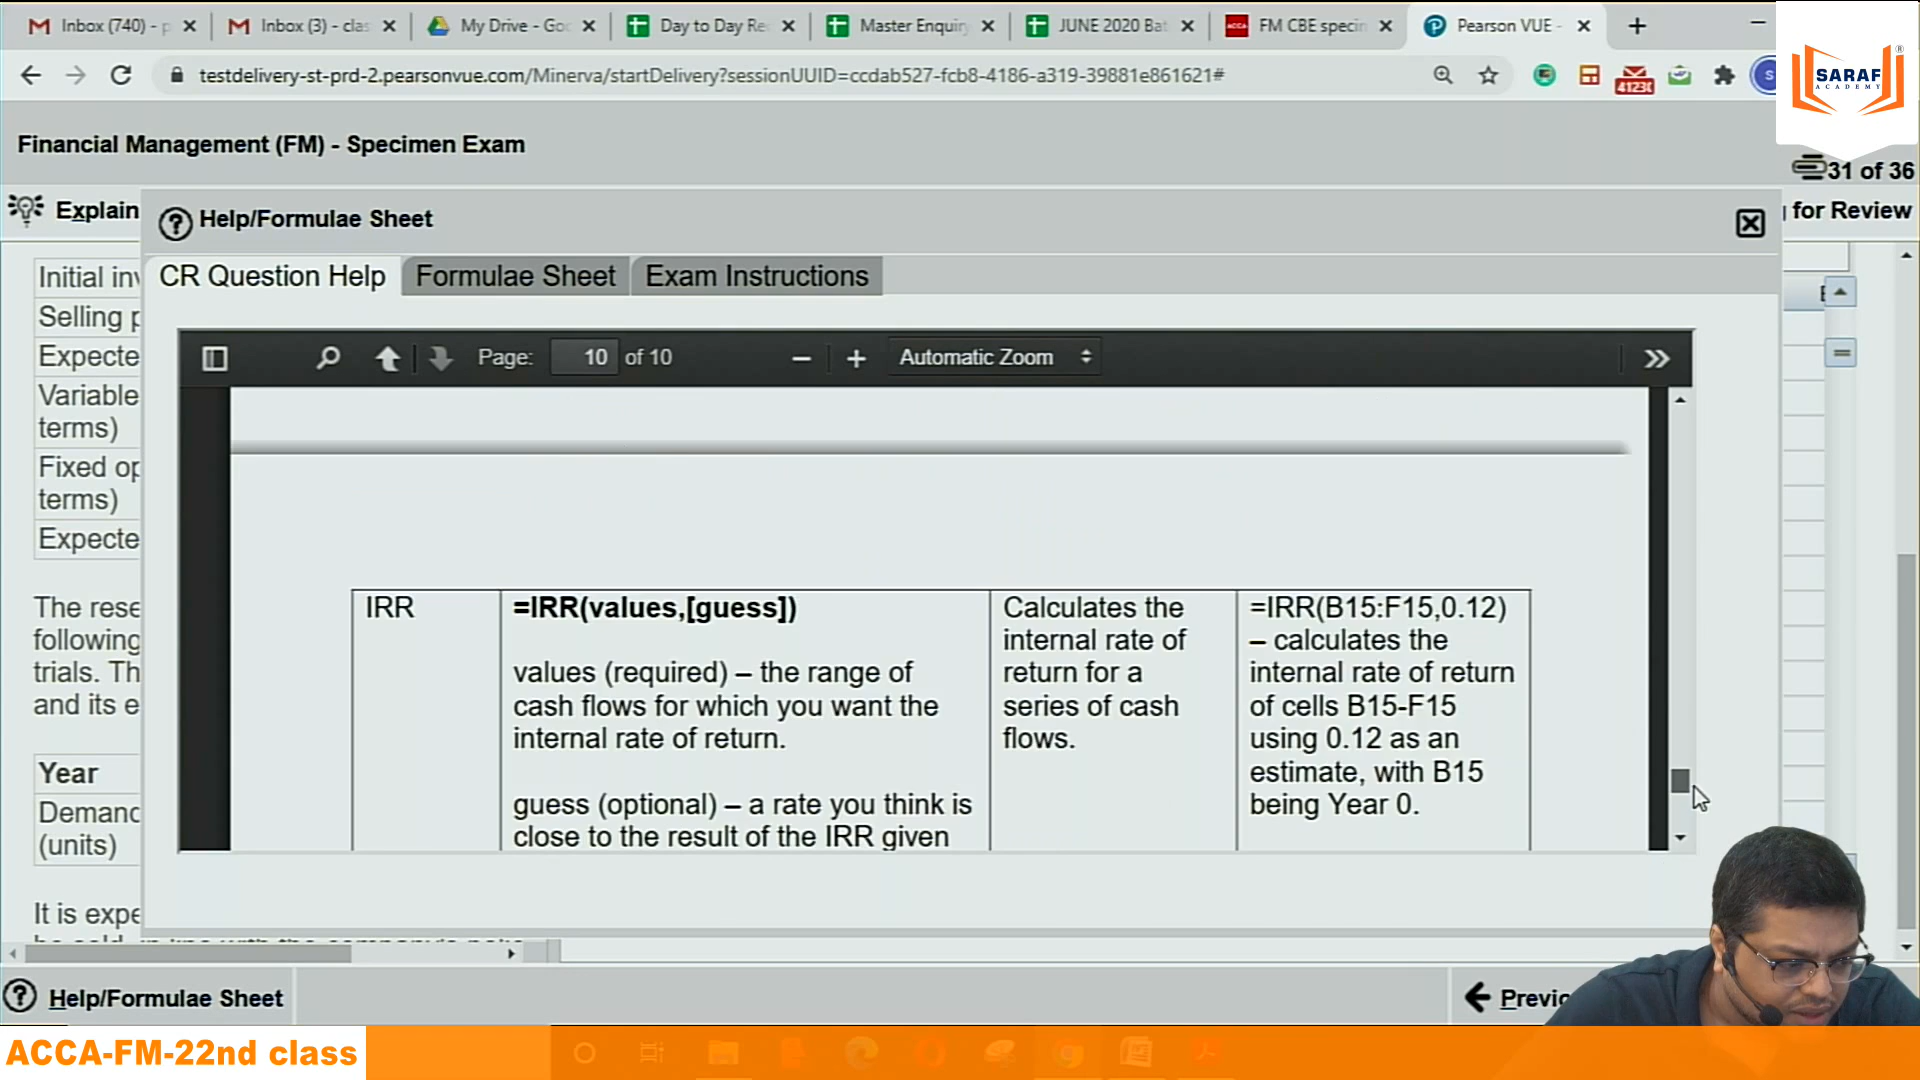 Inbox (740) - p
Inbox (3) - clas
My Drive - Goo
Day to Day Re
Master Enquiry
JUNE 2020 Bat
FM CBE specim
Pearson VUE -
testdelivery-st-prd-2.pearsonvue.com/Minerva/startDelivery?sessionUUID=ccdab527-fcb8-4186-a319-39881e861621#
SARAF
ACADEMY
Financial Management (FM) - Specimen Exam
31 of 36
Explain
for Review
Help/Formulae Sheet
CR Question Help
Formulae Sheet
Exam Instructions
Page: 10 of 10
Automatic Zoom
Initial inv
Selling p
Expecte
Variable
terms)
Fixed op
terms)
Expecte
The rese
following
trials. Th
and its e
Year
Demand
(units)
It is expe
IRR
=IRR(values,[guess])
values (required) – the range of
cash flows for which you want the
internal rate of return.
guess (optional) – a rate you think is
close to the result of the IRR given
Calculates the
internal rate of
return for a
series of cash
flows.
=IRR(B15:F15,0.12)
– calculates the
internal rate of return
of cells B15-F15
using 0.12 as an
estimate, with B15
being Year 0.
Help/Formulae Sheet
Previo
ACCA-FM-22nd class